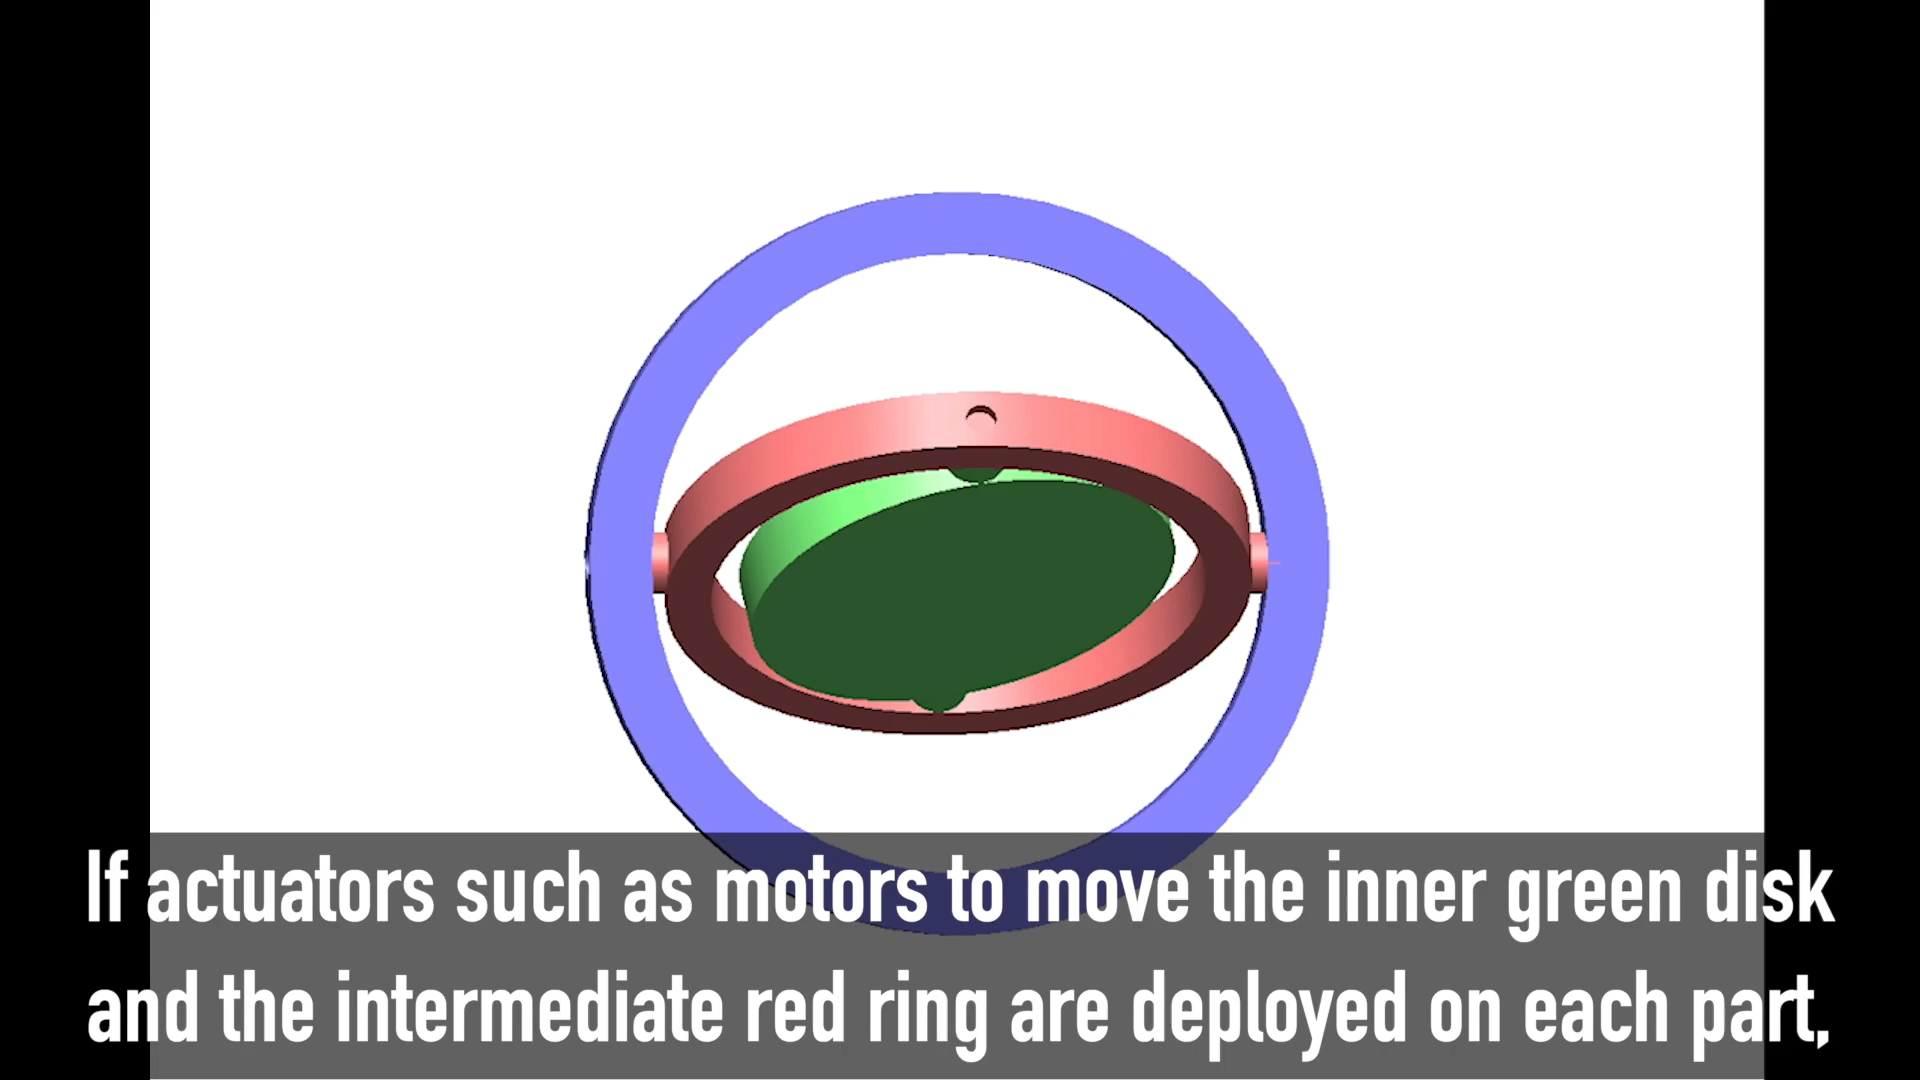 If actuators such as motors to move the inner green disk
and the intermediate red ring are deployed on each part,